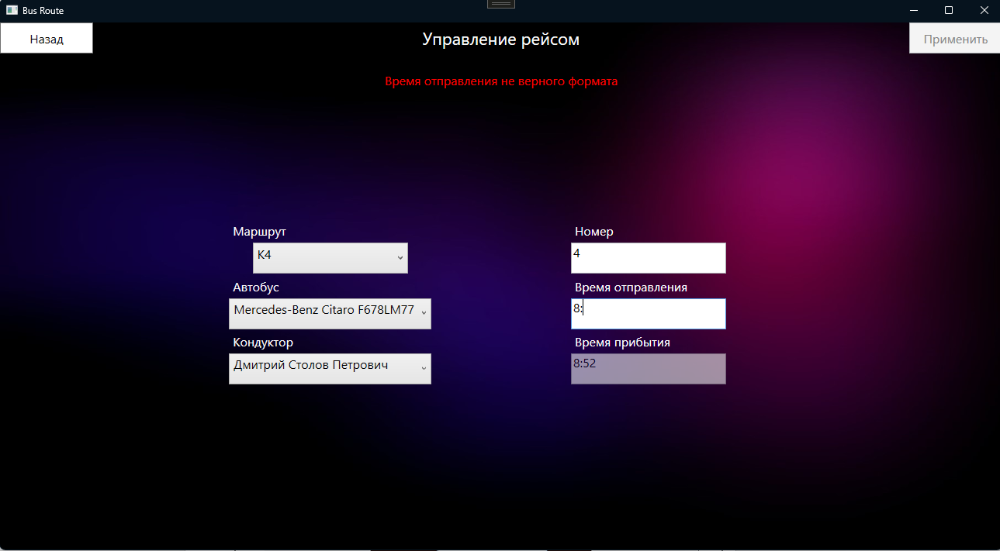 Bus Route
Назад
Управление рейсом
Применить
Время отправления не верного формата
Маршрут
К4
Автобус
Mercedes-Benz Citaro F678LM77
Кондуктор
Дмитрий Столов Петрович
Номер
4
Время отправления
8:
Время прибытия
8:52